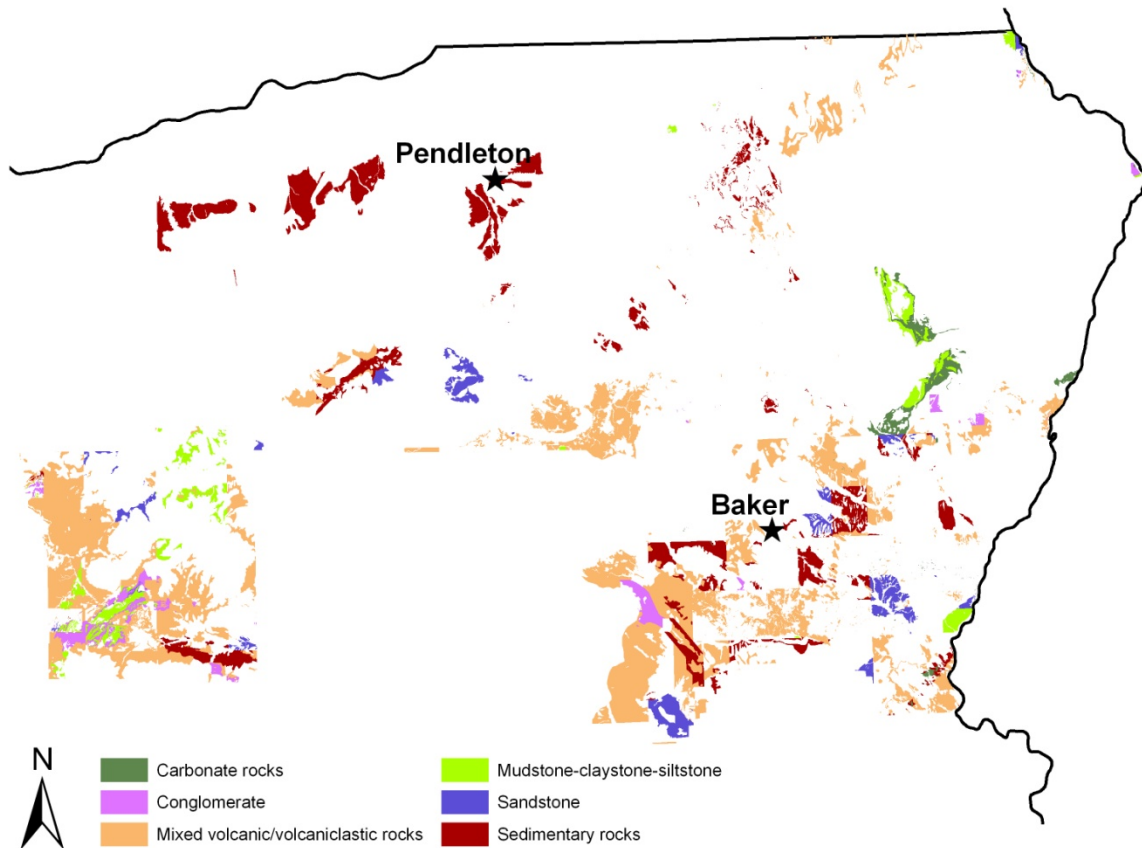 Pendleton
Baker
N
Carbonate rocks
Conglomerate
Mixed volcanic/volcaniclastic rocks
Mudstone-claystone-siltstone
Sandstone
Sedimentary rocks